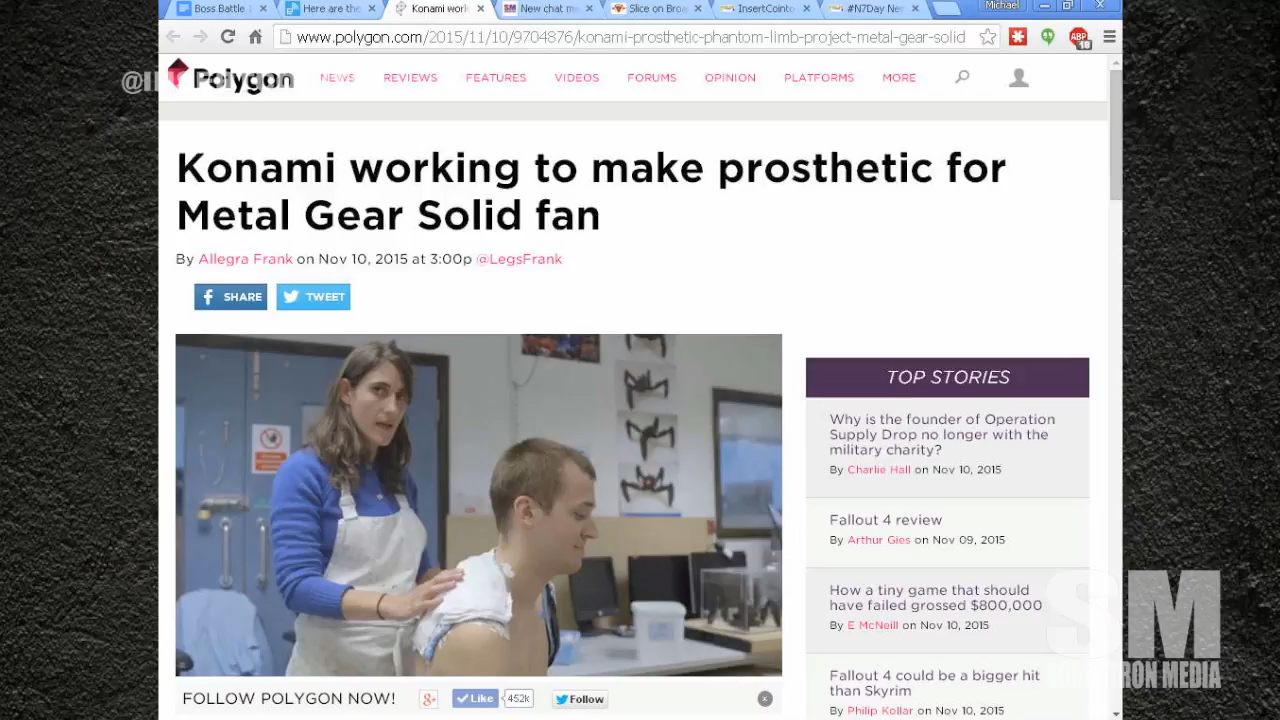 Boss Battle
Here are the
Konami work
New chat me
Slice on Bro
InsertCointo
#N7Day Nev
Michael
www.polygon.com/2015/11/10/9704876/konami-prosthetic-phantom-limb-project-metal-gear-solid
ABP
10
Polygon
NEWS
REVIEWS
FEATURES
VIDEOS
FORUMS
OPINION
PLATFORMS
MORE
Konami working to make prosthetic for
Metal Gear Solid fan
By Allegra Frank on Nov 10, 2015 at 3:00p @LegsFrank
SHARE
TWEET
TOP STORIES
Why is the founder of Operation
Supply Drop no longer with the
military charity?
By Charlie Hall on Nov 10, 2015
Fallout 4 review
By Arthur Gies on Nov 09, 2015
How a tiny game that should
have failed grossed $800,000
By E McNeill on Nov 10, 2015
Fallout 4 could be a bigger hit
than Skyrim
By Philip Kollar on Nov 10, 2015
FOLLOW POLYGON NOW!
Like
452k
Follow
SM
MEDIA